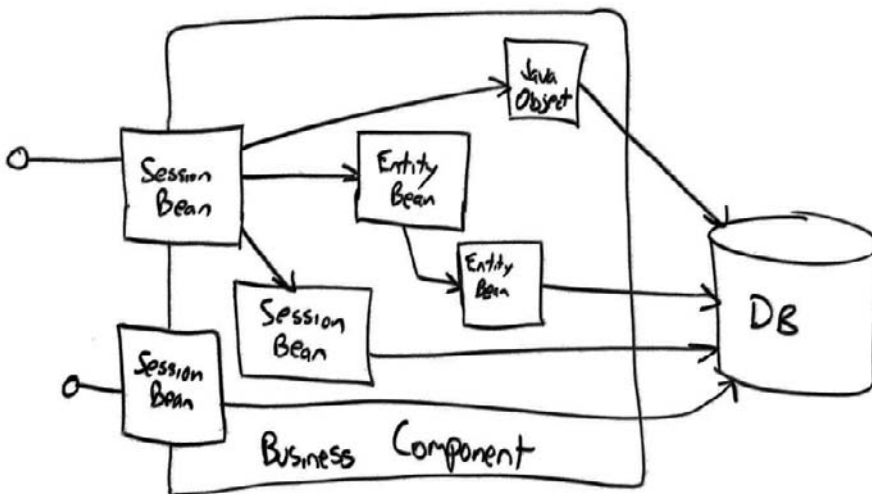 Java
Object
Session
Bean
Entity
Bean
Entity
Bean
Session
Bean
DB
Session
Bean
Business Component